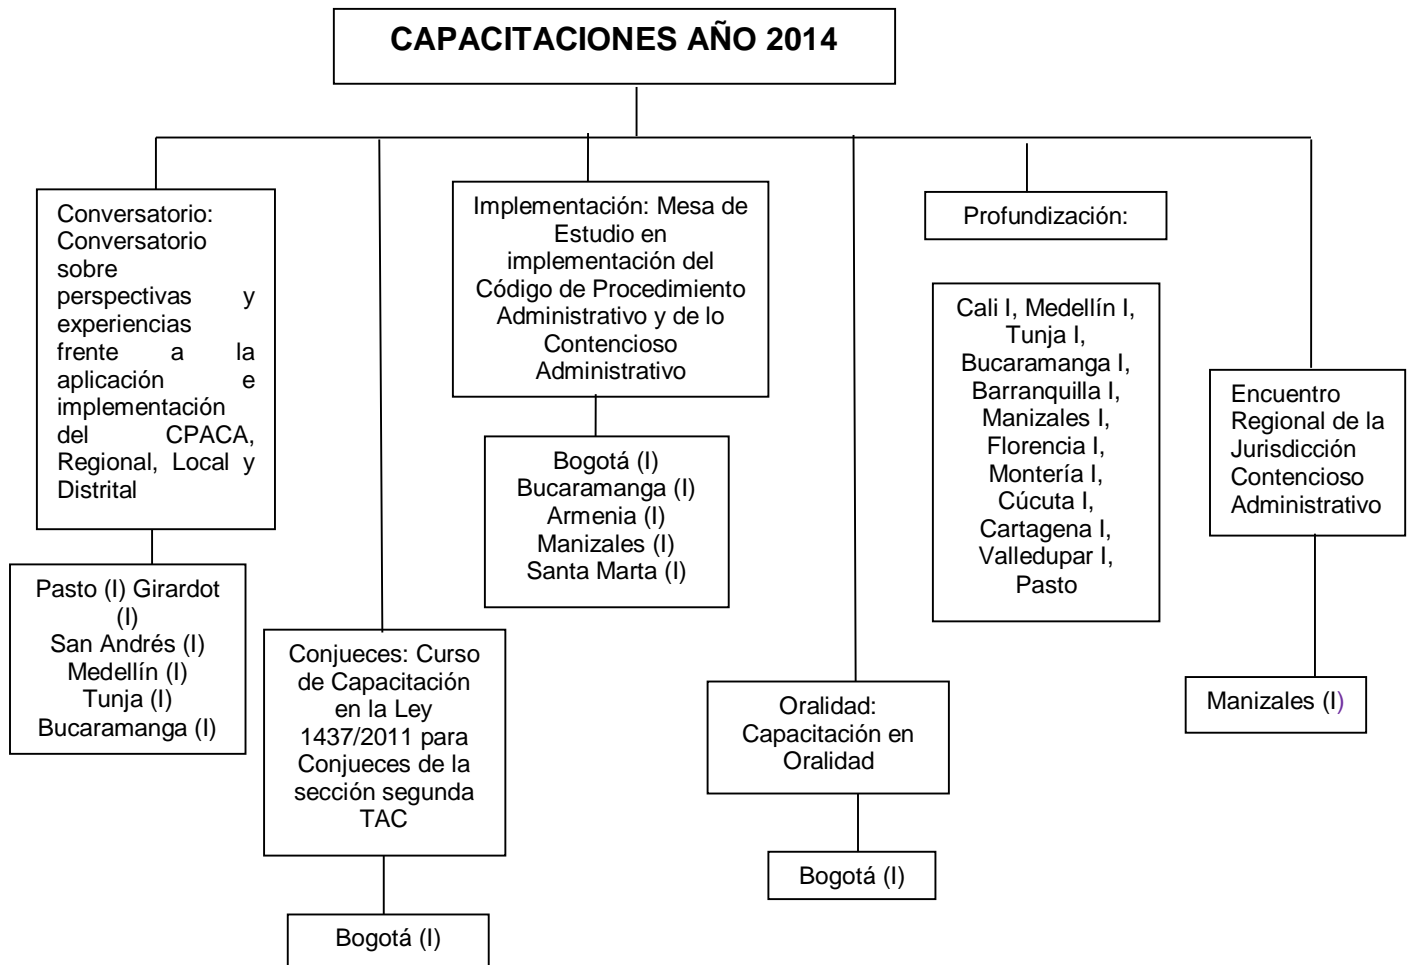 CAPACITACIONES AÑO 2014
Conversatorio:
Conversatorio
sobre
perspectivas y
experiencias
frente a la
aplicación e
implementación
del CPACA,
Regional, Local y
Distrital
Pasto (I) Girardot
(I)
San Andrés (I)
Medellín (I)
Tunja (I)
Bucaramanga (I)
Conjueces: Curso
de Capacitación
en la Ley
1437/2011 para
Conjueces de la
sección segunda
TAC
Bogotá (I)
Implementación: Mesa de
Estudio en
implementación del
Código de Procedimiento
Administrativo y de lo
Contencioso
Administrativo
Bogotá (I)
Bucaramanga (I)
Armenia (I)
Manizales (I)
Santa Marta (I)
Oralidad:
Capacitación en
Oralidad
Bogotá (I)
Profundización:
Cali I, Medellín I,
Tunja I,
Bucaramanga I,
Barranquilla I,
Manizales I,
Florencia I,
Montería I,
Cúcuta I,
Cartagena I,
Valledupar I,
Pasto
Encuentro
Regional de la
Jurisdicción
Contencioso
Administrativo
Manizales (I)